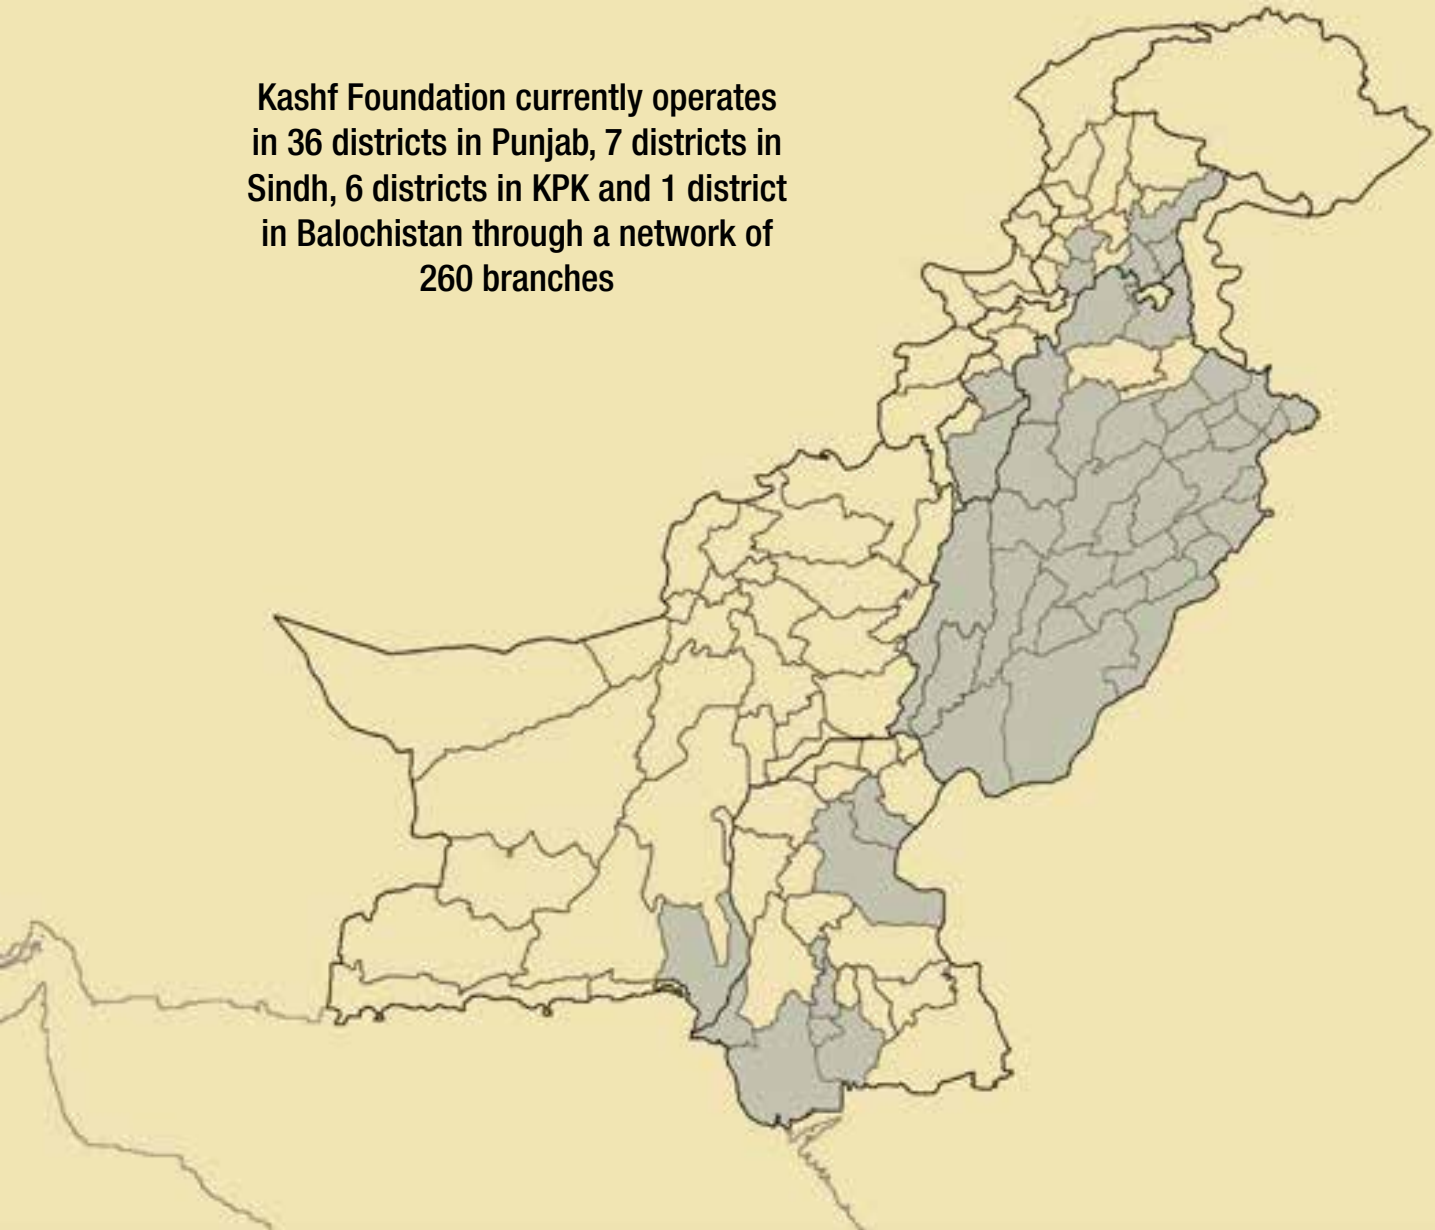 Kashf Foundation currently operates
in 36 districts in Punjab, 7 districts in
Sindh, 6 districts in KPK and 1 district
in Balochistan through a network of
260 branches